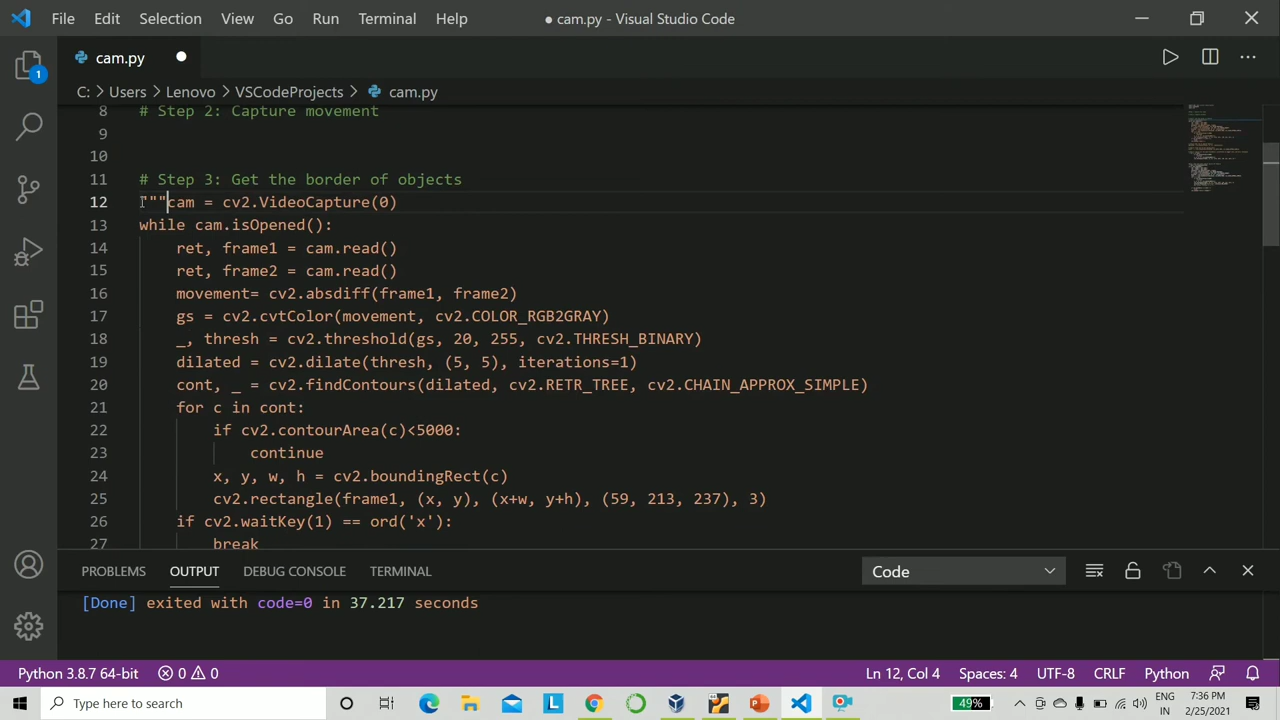 File Edit Selection View Go Run Terminal Help ● cam.py - Visual Studio Code
cam.py
C: > Users > Lenovo > VSCodeProjects > cam.py
1
8 # Step 2: Capture movement
9
10
11 # Step 3: Get the border of objects
12 """cam = cv2.VideoCapture(0)
13 while cam.isOpened():
14 ret, frame1 = cam.read()
15 ret, frame2 = cam.read()
16 movement= cv2.absdiff(frame1, frame2)
17 gs = cv2.cvtColor(movement, cv2.COLOR_RGB2GRAY)
18 _, thresh = cv2.threshold(gs, 20, 255, cv2.THRESH_BINARY)
19 dilated = cv2.dilate(thresh, (5, 5), iterations=1)
20 cont, _ = cv2.findContours(dilated, cv2.RETR_TREE, cv2.CHAIN_APPROX_SIMPLE)
21 for c in cont:
22 if cv2.contourArea(c)<5000:
23 continue
24 x, y, w, h = cv2.boundingRect(c)
25 cv2.rectangle(frame1, (x, y), (x+w, y+h), (59, 213, 237), 3)
26 if cv2.waitKey(1) == ord('x'):
27 break
PROBLEMS OUTPUT DEBUG CONSOLE TERMINAL Code
[Done] exited with code=0 in 37.217 seconds
Python 3.8.7 64-bit 0 0 Ln 12, Col 4 Spaces: 4 UTF-8 CRLF Python
Type here to search
49%
ENG
IN
7:36 PM
2/25/2021